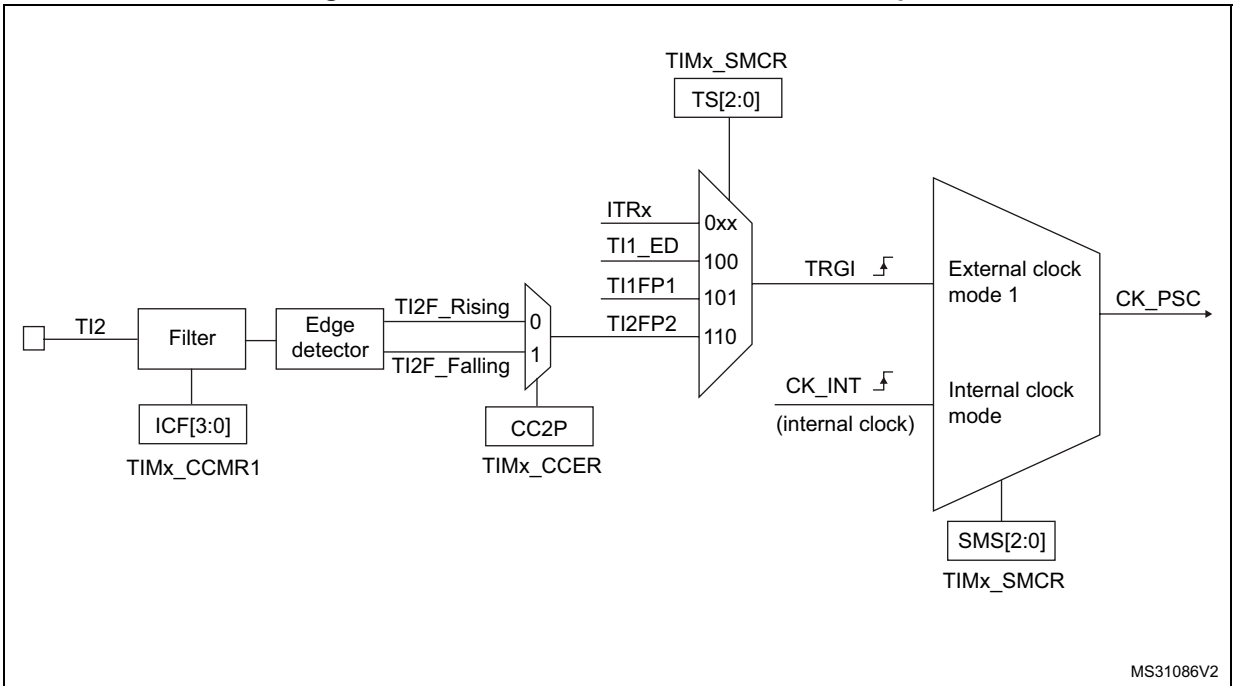 TIMx_SMCR
TS[2:0]
ITRx
0xx
TI1_ED
100
TI1FP1
101
TI2FP2
110
TRGI
External clock
mode 1
CK_PSC
TI2
Filter
Edge
detector
TI2F_Rising
0
TI2F_Falling
1
CK_INT
(internal clock)
Internal clock
mode
ICF[3:0]
TIMx_CCMR1
CC2P
TIMx_CCER
SMS[2:0]
TIMx_SMCR
MS31086V2